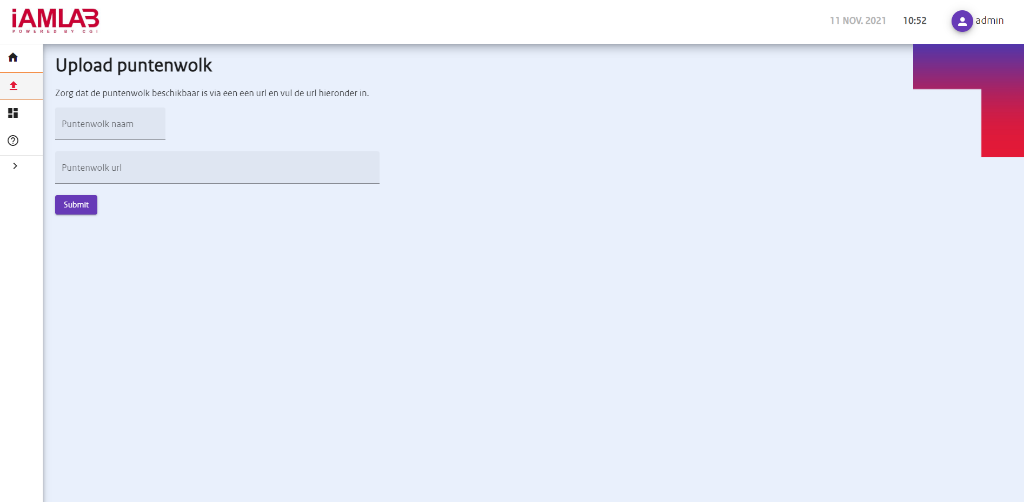 iAMLAB
POWERED BY CGI
11 NOV. 2021 10:52 admin
Upload puntenwolk
Zorg dat de puntenwolk beschikbaar is via een een url en vul de url hieronder in.
Puntenwolk naam
Puntenwolk url
Submit